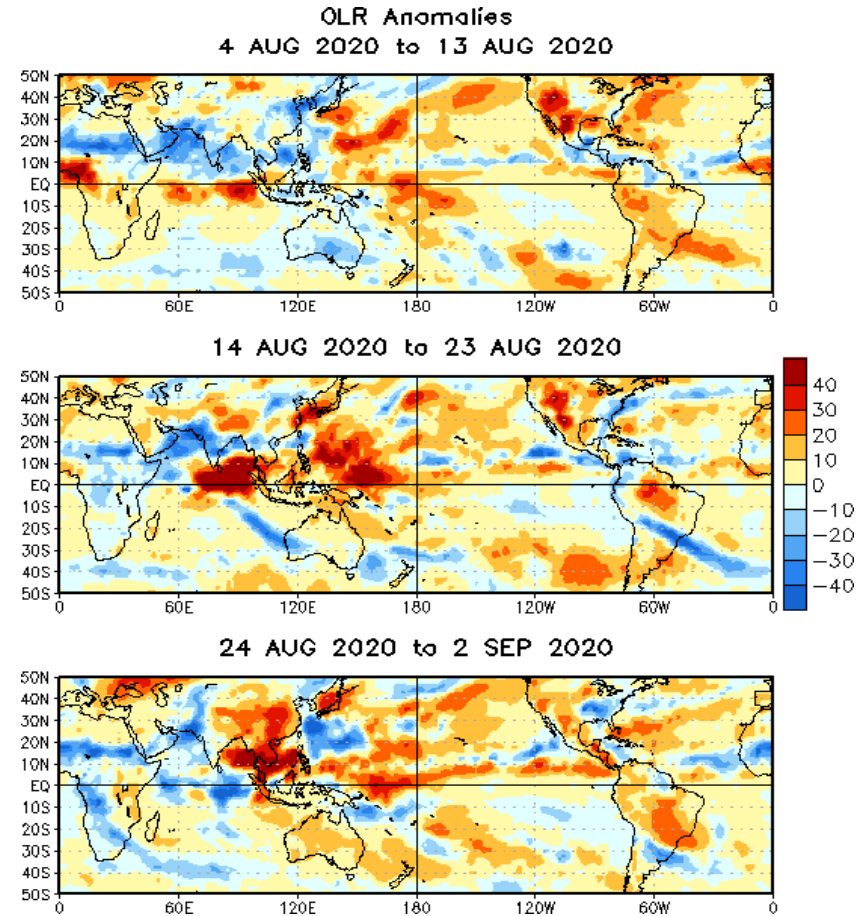 OLR Anomalies
4 AUG 2020 to 13 AUG 2020
50N
40N
30N
20N
10N
EQ
10S
20S
30S
40S
50S
0 60E 120E 180 120W 60W 0
14 AUG 2020 to 23 AUG 2020
50N
40N
30N
20N
10N
EQ
10S
20S
30S
40S
50S
0 60E 120E 180 120W 60W 0
40
30
20
10
0
-10
-20
-30
-40
24 AUG 2020 to 2 SEP 2020
50N
40N
30N
20N
10N
EQ
10S
20S
30S
40S
50S
0 60E 120E 180 120W 60W 0